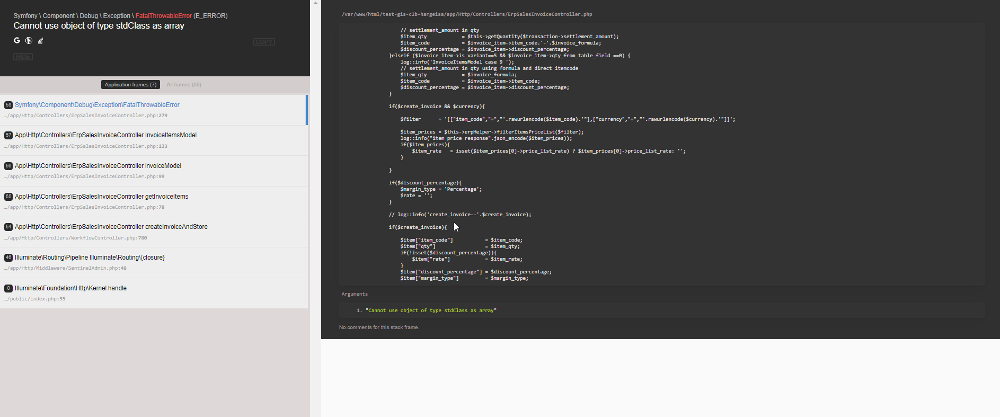 Symfony \ Component \ Debug \ Exception \ FatalThrowableError (E_ERROR)
Cannot use object of type stdClass as array
COPY
HIDE
Application frames (7) All frames (59)
58 Symfony\Component\Debug\Exception\FatalThrowableError
…/app/Http/Controllers/ErpSalesInvoiceController.php:279
57 App\Http\Controllers\ErpSalesInvoiceController InvoiceItemsModel
…/app/Http/Controllers/ErpSalesInvoiceController.php:133
56 App\Http\Controllers\ErpSalesInvoiceController invoiceModel
…/app/Http/Controllers/ErpSalesInvoiceController.php:99
55 App\Http\Controllers\ErpSalesInvoiceController getInvoiceItems
…/app/Http/Controllers/ErpSalesInvoiceController.php:78
54 App\Http\Controllers\ErpSalesInvoiceController createInvoiceAndStore
…/app/Http/Controllers/WorkflowController.php:780
46 Illuminate\Routing\Pipeline Illuminate\Routing\{closure}
…/app/Http/Middleware/SentinelAdmin.php:48
0 Illuminate\Foundation\Http\Kernel handle
…/public/index.php:55
/var/www/html/test-gis-c2b-hargeisa/app/Http/Controllers/ErpSalesInvoiceController.php
// settlement_amount in qty
$item_qty = $this->getQuantity($transaction->settlement_amount);
$item_code = $invoice_item->item_code.'-'.$invoice_formula;
$discount_percentage = $invoice_item->discount_percentage;
}elseif ($invoice_item->is_variant==5 && $invoice_item->qty_from_table_field ==0) {
log::info('InvoiceItemsModel case 9 ');
// settlement_amount in qty using formula and direct itemcode
$item_qty = $invoice_formula;
$item_code = $invoice_item->item_code;
$discount_percentage = $invoice_item->discount_percentage;
}
if($create_invoice && $currency){
$filter = '[["item_code","=","'.rawurlencode($item_code).'"],["currency","=","'.rawurlencode($currency).'"]]';
$item_prices = $this->erpHelper->filterItemsPriceList($filter);
log::info("item price response".json_encode($item_prices));
if($item_prices){
$item_rate = isset($item_prices[0]->price_list_rate) ? $item_prices[0]->price_list_rate: '';
}
}
if($discount_percentage){
$margin_type = 'Percentage';
$rate = '';
}
// log::info('create_invoice--'.$create_invoice);
if($create_invoice){
$item["item_code"] = $item_code;
$item["qty"] = $item_qty;
if(!isset($discount_percentage)){
$item["rate"] = $item_rate;
}
$item["discount_percentage"] = $discount_percentage;
$item["margin_type"] = $margin_type;
Arguments
1. "Cannot use object of type stdClass as array"
No comments for this stack frame.